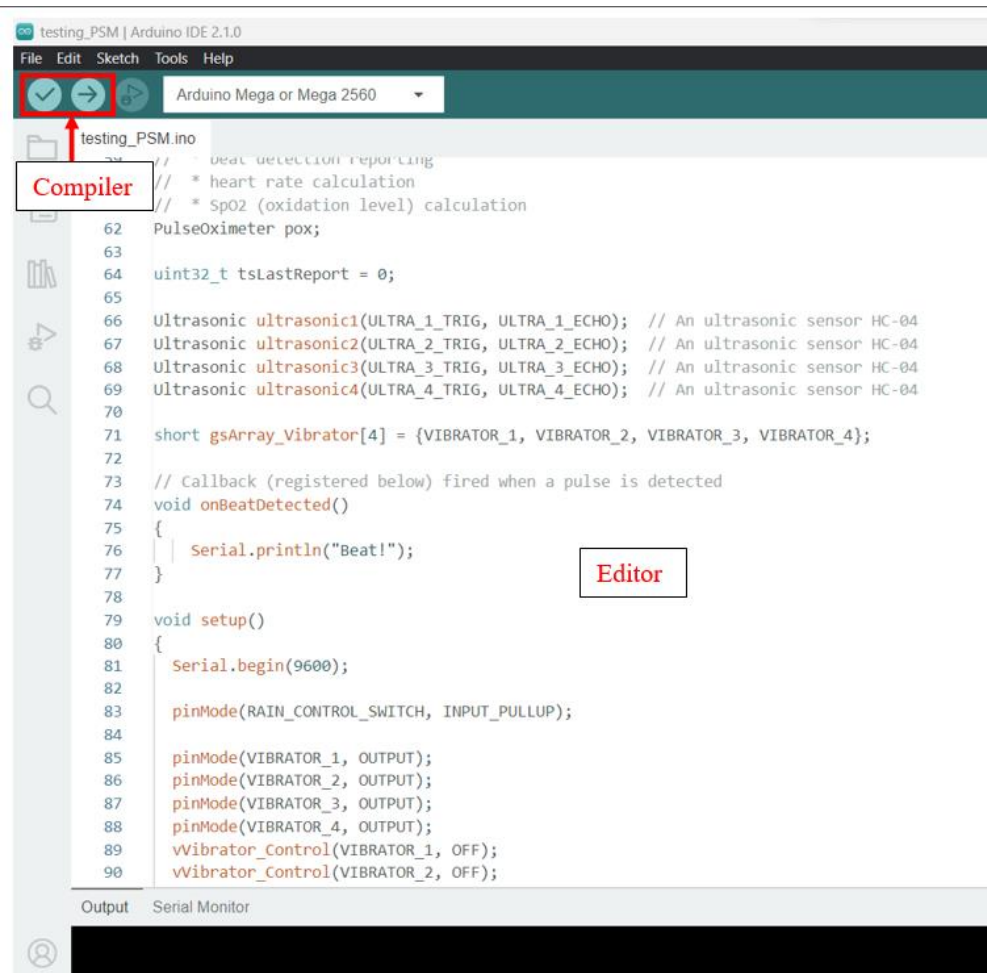 testing_PSM | Arduino IDE 2.1.0
File Edit Sketch Tools Help
Arduino Mega or Mega 2560
testing_PSM.ino
Compiler
59 // * beat detection reporting
// * heart rate calculation
// * SpO2 (oxidation level) calculation
62 PulseOximeter pox;
63
64 uint32_t tsLastReport = 0;
65
66 Ultrasonic ultrasonic1(ULTRA_1_TRIG, ULTRA_1_ECHO); // An ultrasonic sensor HC-04
67 Ultrasonic ultrasonic2(ULTRA_2_TRIG, ULTRA_2_ECHO); // An ultrasonic sensor HC-04
68 Ultrasonic ultrasonic3(ULTRA_3_TRIG, ULTRA_3_ECHO); // An ultrasonic sensor HC-04
69 Ultrasonic ultrasonic4(ULTRA_4_TRIG, ULTRA_4_ECHO); // An ultrasonic sensor HC-04
70
71 short gsArray_Vibrator[4] = {VIBRATOR_1, VIBRATOR_2, VIBRATOR_3, VIBRATOR_4};
72
73 // Callback (registered below) fired when a pulse is detected
74 void onBeatDetected()
75 {
76 Serial.println("Beat!");
77 }
Editor
78
79 void setup()
80 {
81 Serial.begin(9600);
82
83 pinMode(RAIN_CONTROL_SWITCH, INPUT_PULLUP);
84
85 pinMode(VIBRATOR_1, OUTPUT);
86 pinMode(VIBRATOR_2, OUTPUT);
87 pinMode(VIBRATOR_3, OUTPUT);
88 pinMode(VIBRATOR_4, OUTPUT);
89 vVibrator_Control(VIBRATOR_1, OFF);
90 vVibrator_Control(VIBRATOR_2, OFF);
Output Serial Monitor